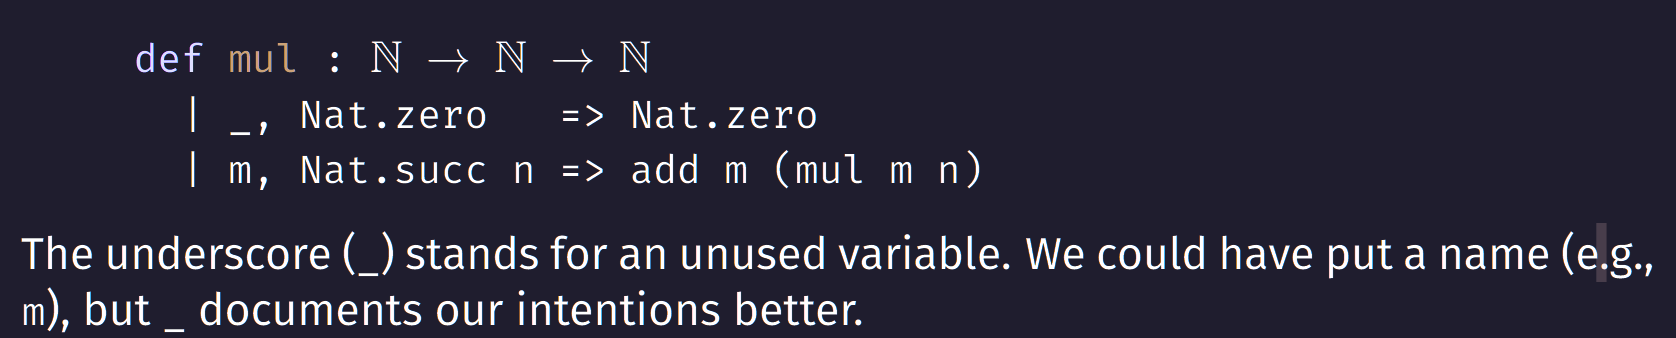 def mul : ℕ → ℕ → ℕ
| _, Nat.zero => Nat.zero
| m, Nat.succ n => add m (mul m n)
The underscore (_) stands for an unused variable. We could have put a name (e.g.,
m), but _ documents our intentions better.